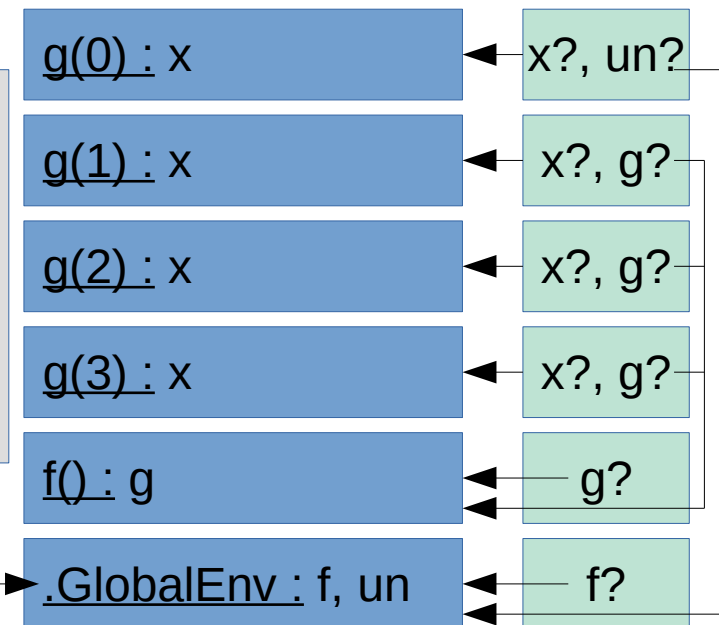 g(0) : x x?, un?
g(1) : x x?, g?
g(2) : x x?, g?
g(3) : x x?, g?
f() : g g?
.GlobalEnv : f, un f?